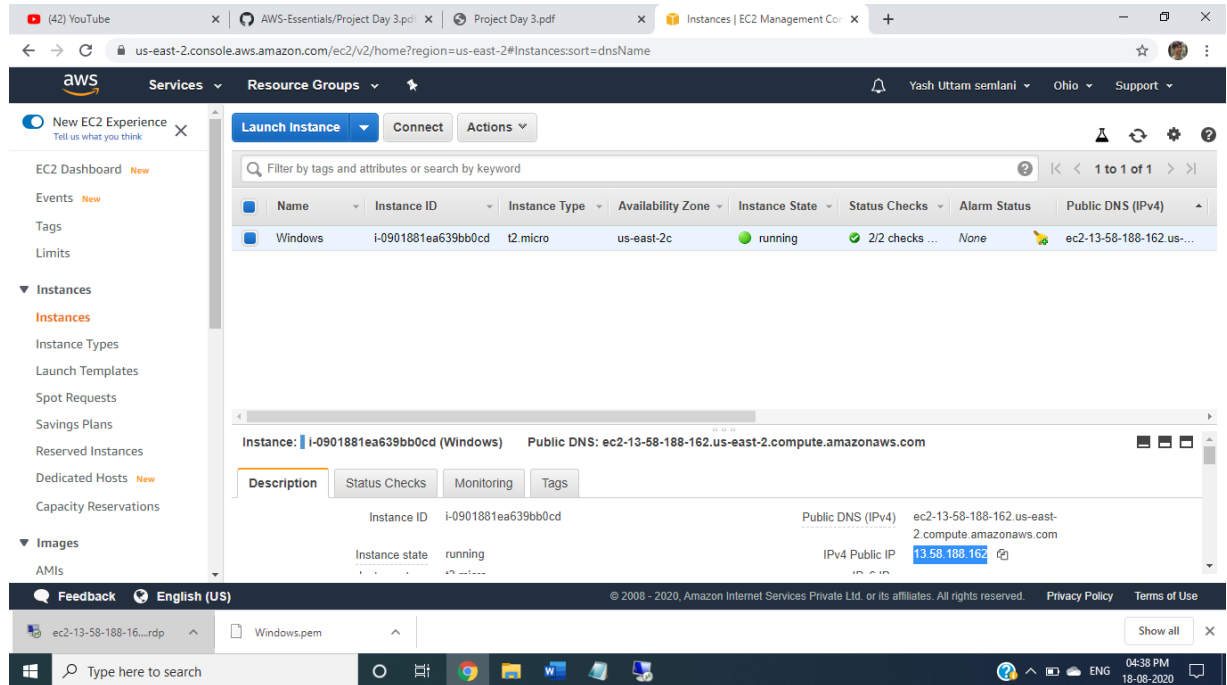 (42) YouTube
AWS-Essentials/Project Day 3.pdf
Project Day 3.pdf
Instances | EC2 Management Con
us-east-2.console.aws.amazon.com/ec2/v2/home?region=us-east-2#Instances:sort=dnsName
aws Services Resource Groups Yash Uttam semlani Ohio Support
New EC2 Experience
Tell us what you think
EC2 Dashboard New
Events New
Tags
Limits
Instances
Instances
Instance Types
Launch Templates
Spot Requests
Savings Plans
Reserved Instances
Dedicated Hosts New
Capacity Reservations
Images
AMIs
Launch Instance Connect Actions
Filter by tags and attributes or search by keyword 1 to 1 of 1
Name Instance ID Instance Type Availability Zone Instance State Status Checks Alarm Status Public DNS (IPv4)
Windows i-0901881ea639bb0cd t2.micro us-east-2c running 2/2 checks ... None ec2-13-58-188-162.us-...
Instance: i-0901881ea639bb0cd (Windows) Public DNS: ec2-13-58-188-162.us-east-2.compute.amazonaws.com
Description Status Checks Monitoring Tags
Instance ID i-0901881ea639bb0cd Public DNS (IPv4) ec2-13-58-188-162.us-east-
2.compute.amazonaws.com
Instance state running IPv4 Public IP 13.58.188.162
Feedback English (US) © 2008 - 2020, Amazon Internet Services Private Ltd. or its affiliates. All rights reserved. Privacy Policy Terms of Use
ec2-13-58-188-16....rdp Windows.pem Show all
Type here to search ENG 04:38 PM
18-08-2020